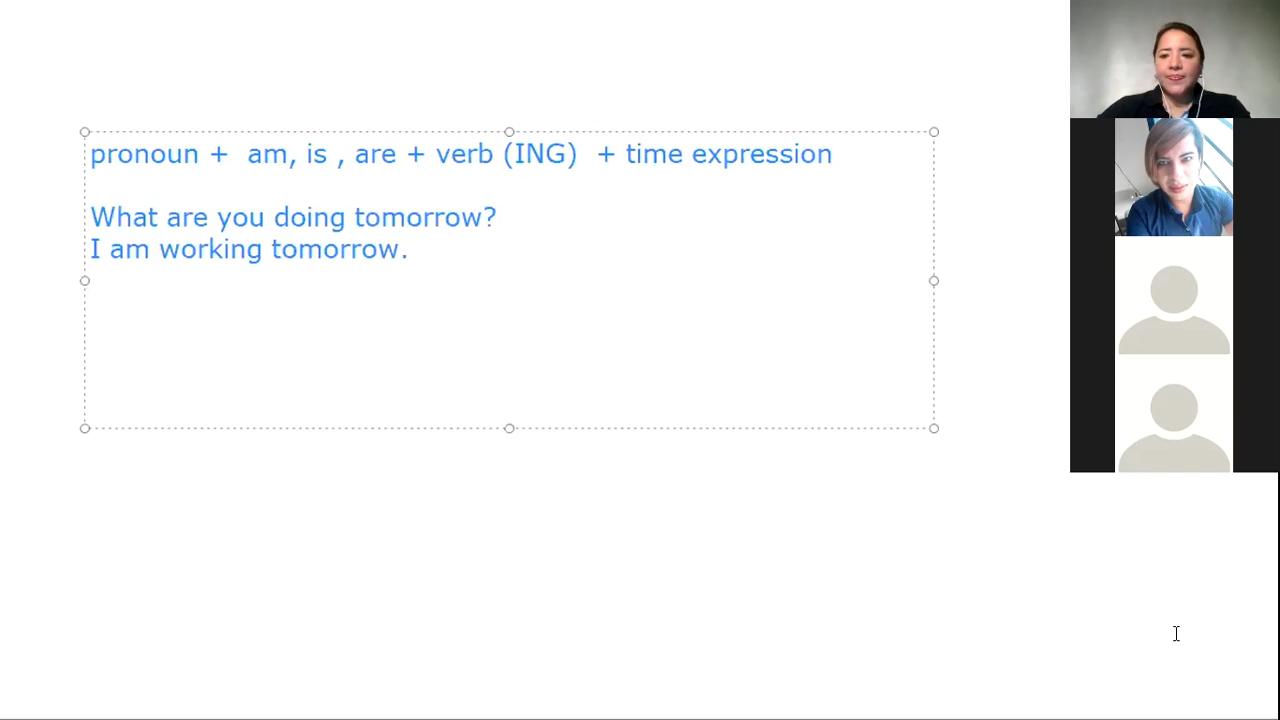 pronoun +  am, is , are + verb (ING)  + time expression
What are you doing tomorrow?
I am working tomorrow.